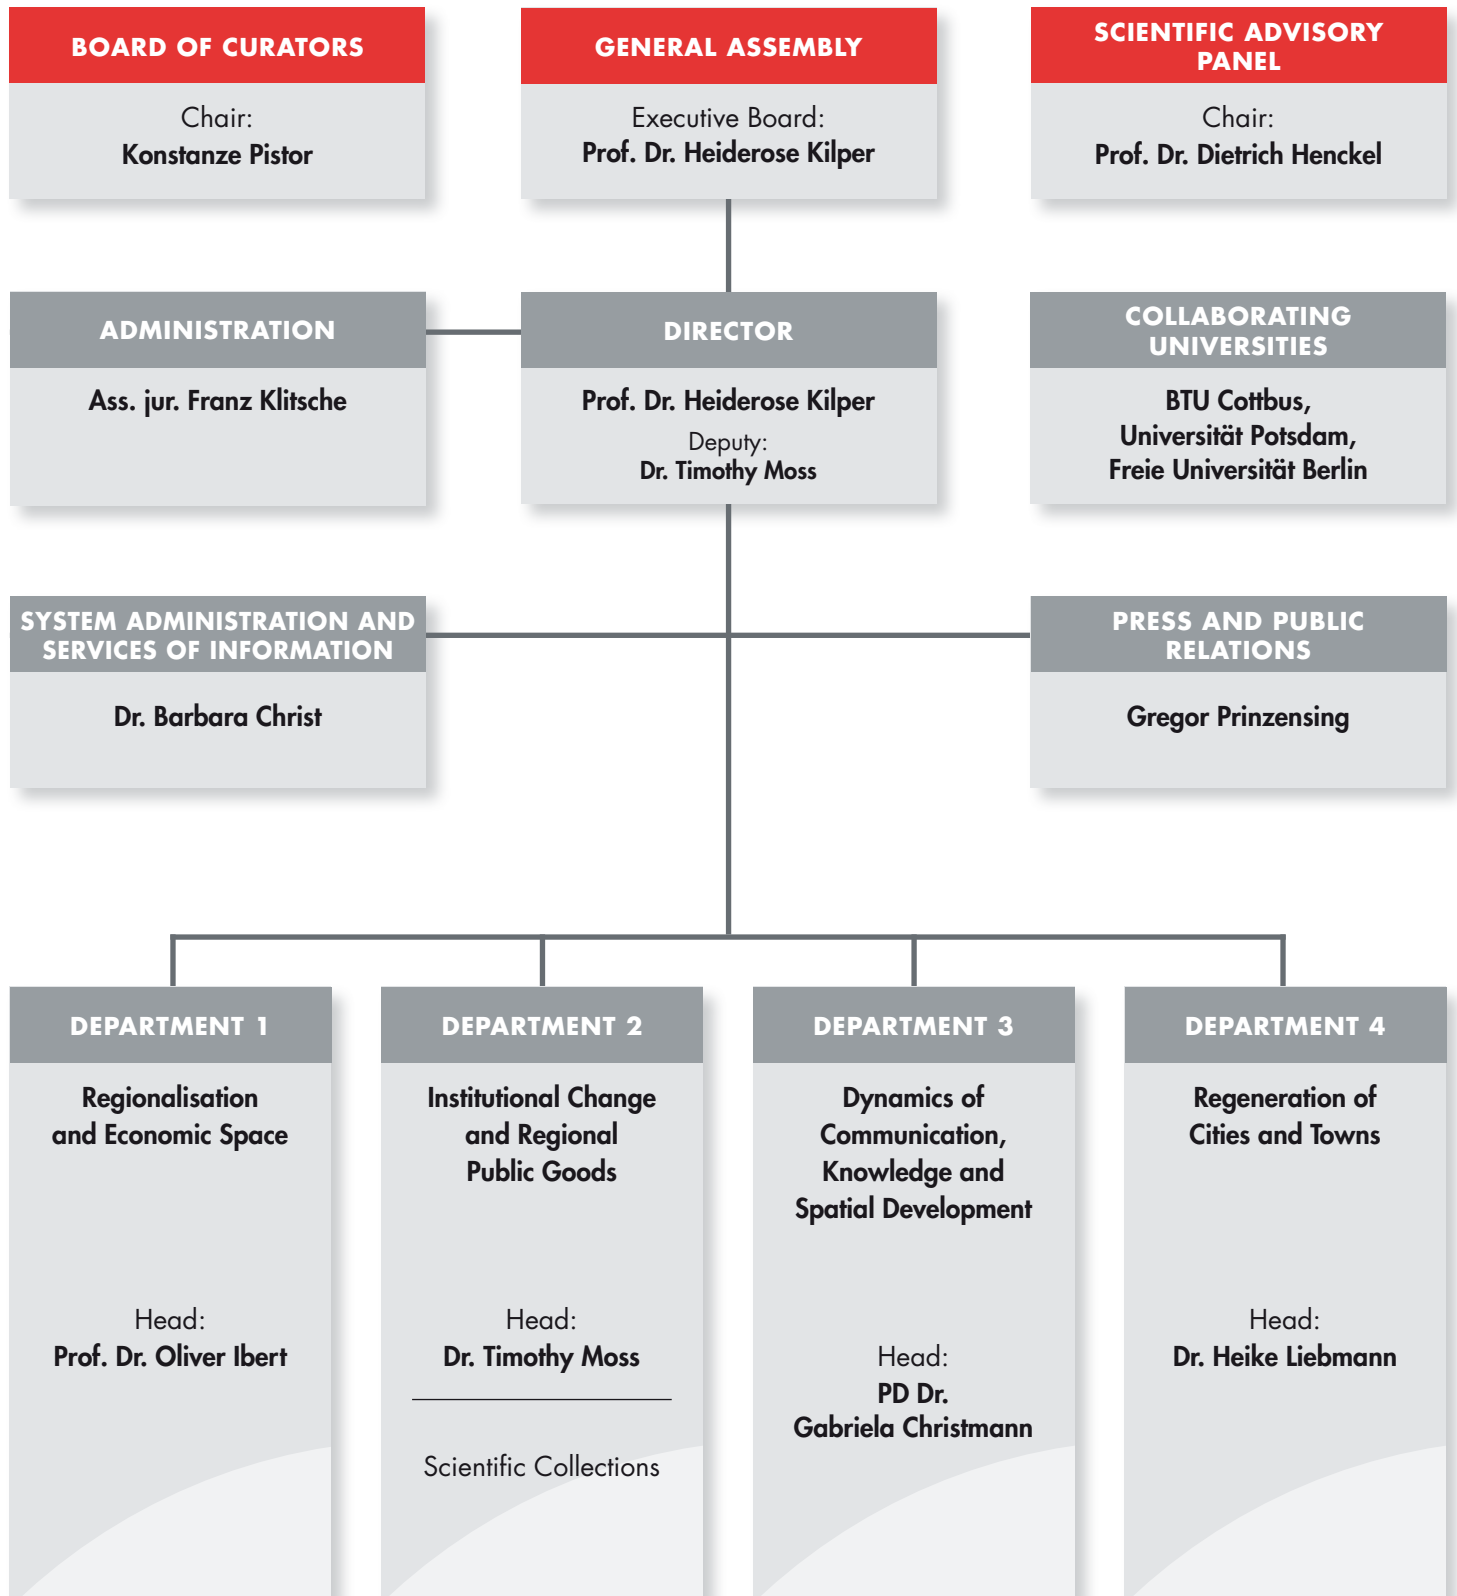 BOARD OF CURATORS
Chair:
Konstanze Pistor
GENERAL ASSEMBLY
Executive Board:
Prof. Dr. Heiderose Kilper
SCIENTIFIC ADVISORY
PANEL
Chair:
Prof. Dr. Dietrich Henckel
ADMINISTRATION
Ass. jur. Franz Klitsche
DIRECTOR
Prof. Dr. Heiderose Kilper
Deputy:
Dr. Timothy Moss
COLLABORATING
UNIVERSITIES
BTU Cottbus,
Universität Potsdam,
Freie Universität Berlin
SYSTEM ADMINISTRATION AND
SERVICES OF INFORMATION
Dr. Barbara Christ
PRESS AND PUBLIC
RELATIONS
Gregor Prinzensing
DEPARTMENT 1
Regionalisation
and Economic Space
Head:
Prof. Dr. Oliver Ibert
DEPARTMENT 2
Institutional Change
and Regional
Public Goods
Head:
Dr. Timothy Moss
Scientific Collections
DEPARTMENT 3
Dynamics of
Communication,
Knowledge and
Spatial Development
Head:
PD Dr.
Gabriela Christmann
DEPARTMENT 4
Regeneration of
Cities and Towns
Head:
Dr. Heike Liebmann